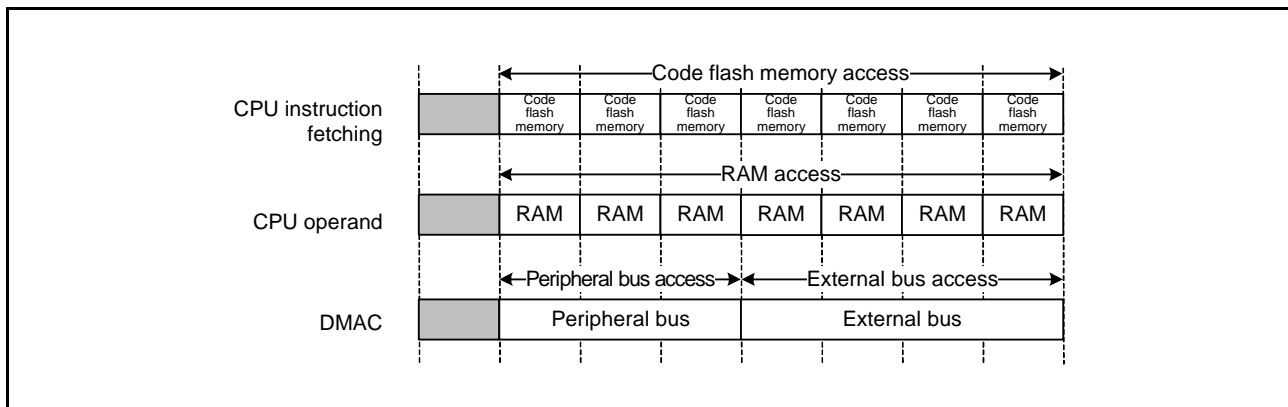 Code flash memory access
CPU instruction
fetching
Code
flash
memory
Code
flash
memory
Code
flash
memory
Code
flash
memory
Code
flash
memory
Code
flash
memory
Code
flash
memory
RAM access
CPU operand
RAM RAM RAM RAM RAM RAM RAM
Peripheral bus access External bus access
DMAC
Peripheral bus External bus